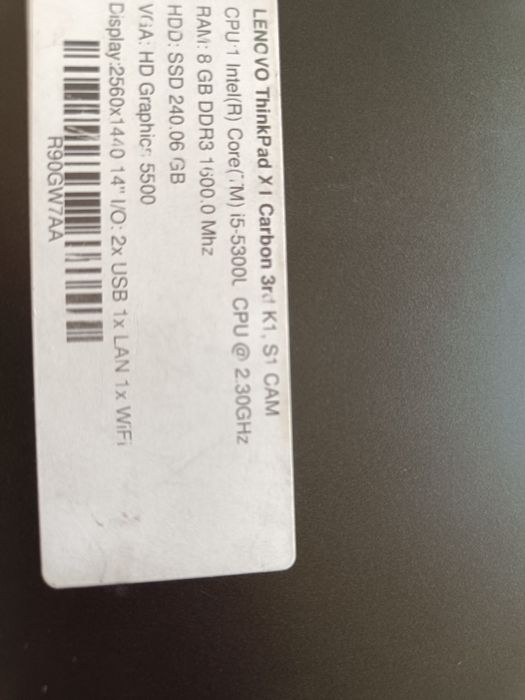 LENOVO ThinkPad X1 Carbon 3rd K1, S1 CAM
CPU:1 Intel(R) Core(TM) i5-5300U CPU @ 2.30GHz
RAM: 8 GB DDR3 1600.0 Mhz
HDD: SSD 240.06 GB
VGA: HD Graphics 5500
Display:2560x1440 14" I/O: 2x USB 1x LAN 1x WiFi
R90GW7AA